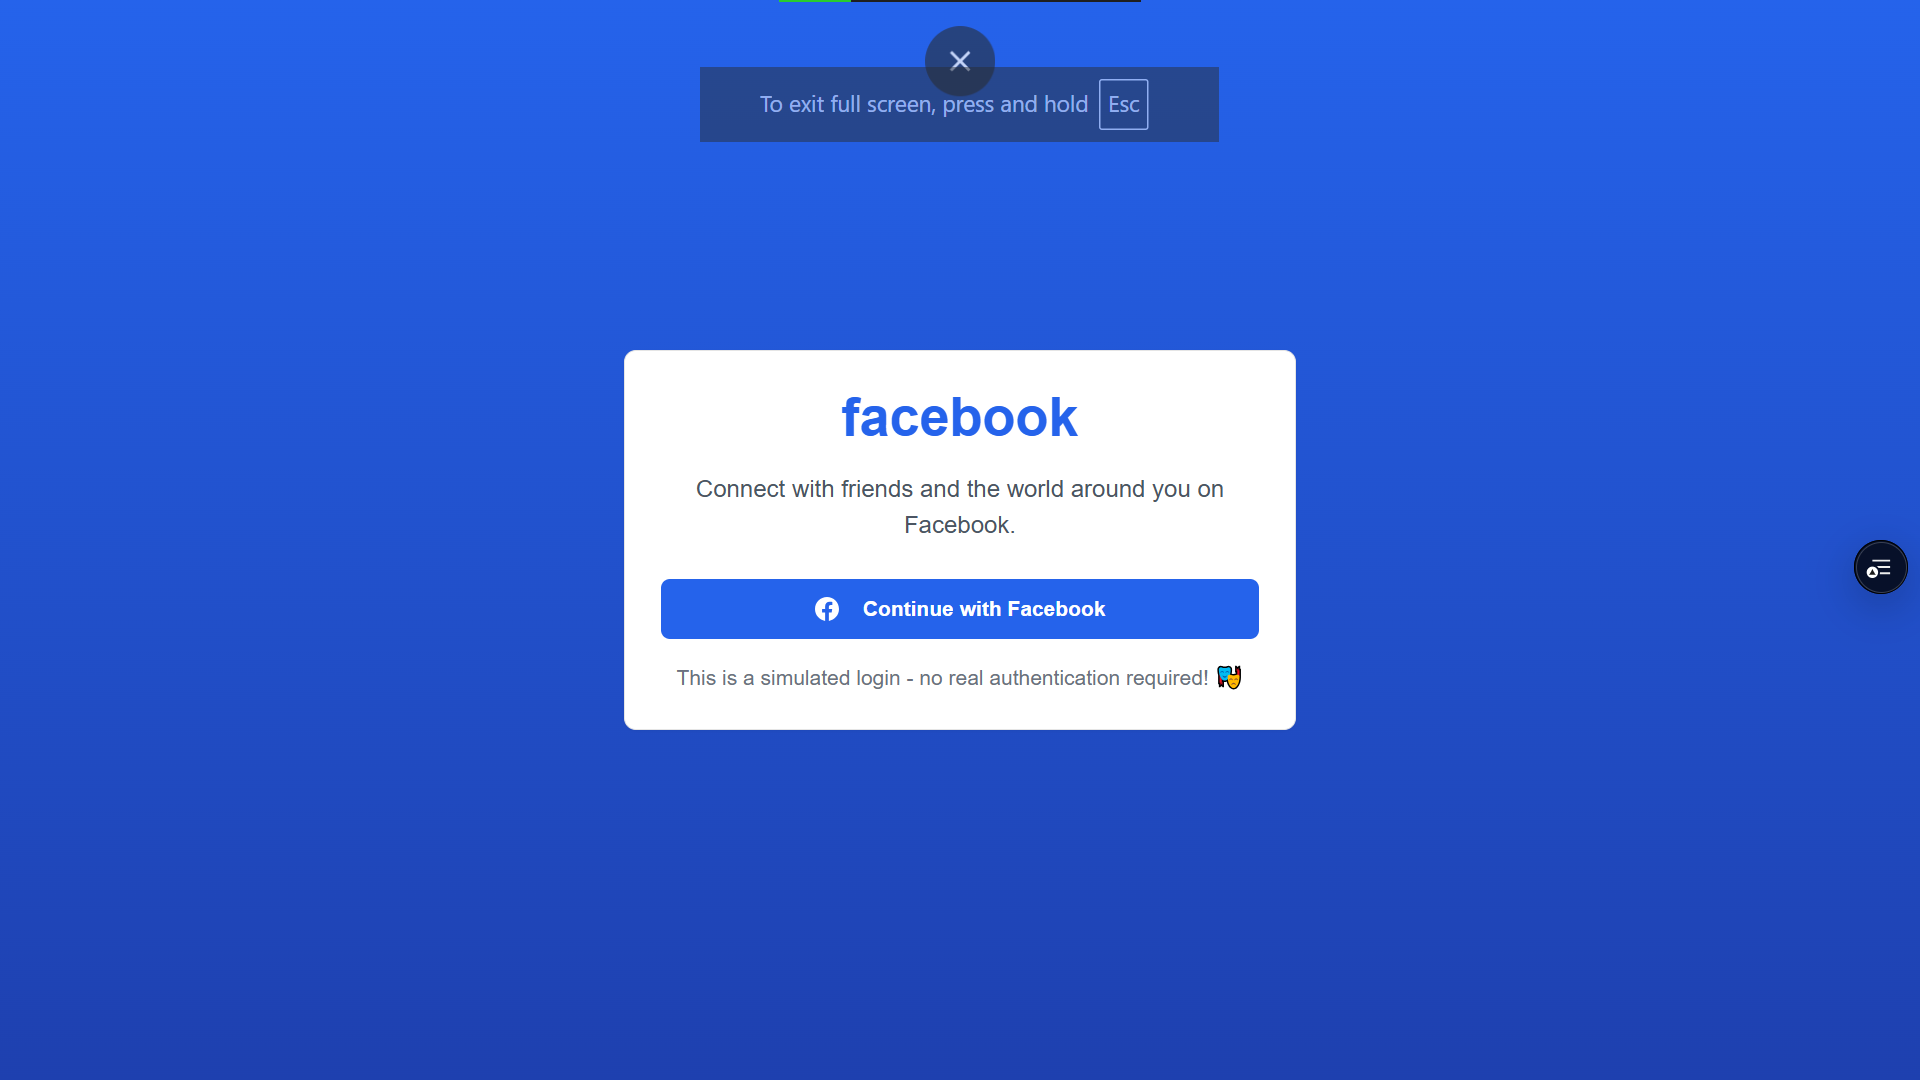 To exit full screen, press and hold Esc
facebook
Connect with friends and the world around you on
Facebook.
Continue with Facebook
This is a simulated login - no real authentication required! 🎭